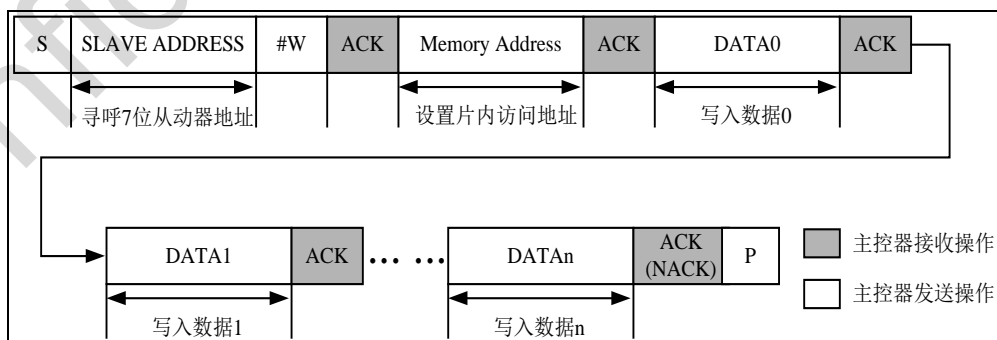 S SLAVE ADDRESS #W ACK Memory Address ACK DATA0 ACK
寻呼7位从动器地址 设置片内访问地址 写入数据0
DATA1 ACK … … DATAn ACK (NACK) P
写入数据1 写入数据n
主控器接收操作
主控器发送操作